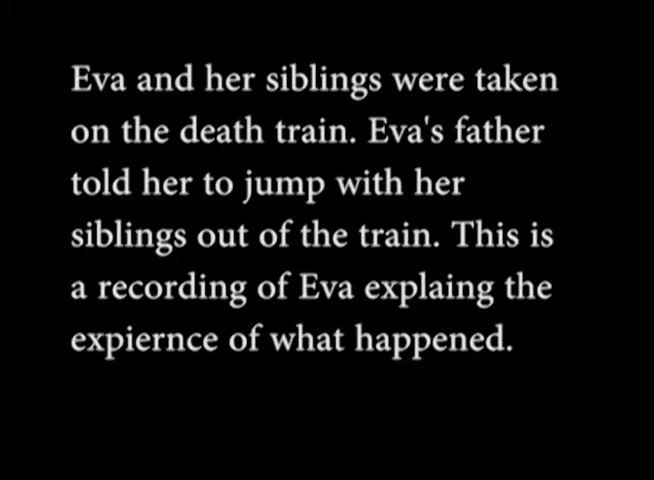 Eva and her siblings were taken
on the death train. Eva's father
told her to jump with her
siblings out of the train. This is
a recording of Eva explaing the
expiernce of what happened.